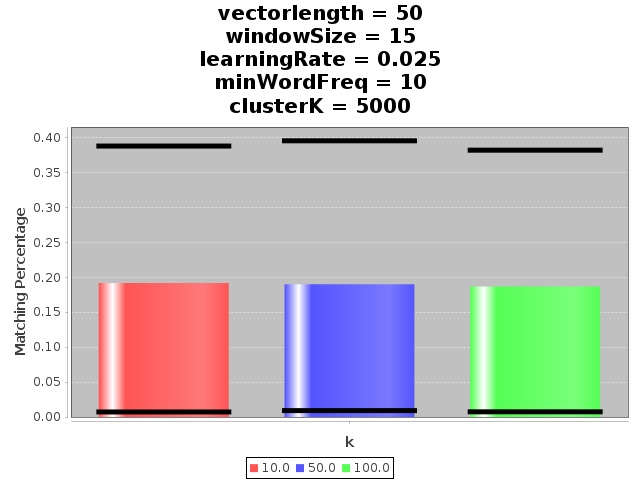 vectorlength = 50
windowSize = 15
learningRate = 0.025
minWordFreq = 10
clusterK = 5000
0.40
0.35
0.30
0.25
0.20
0.15
0.10
0.05
0.00
Matching Percentage
k
10.0 50.0 100.0